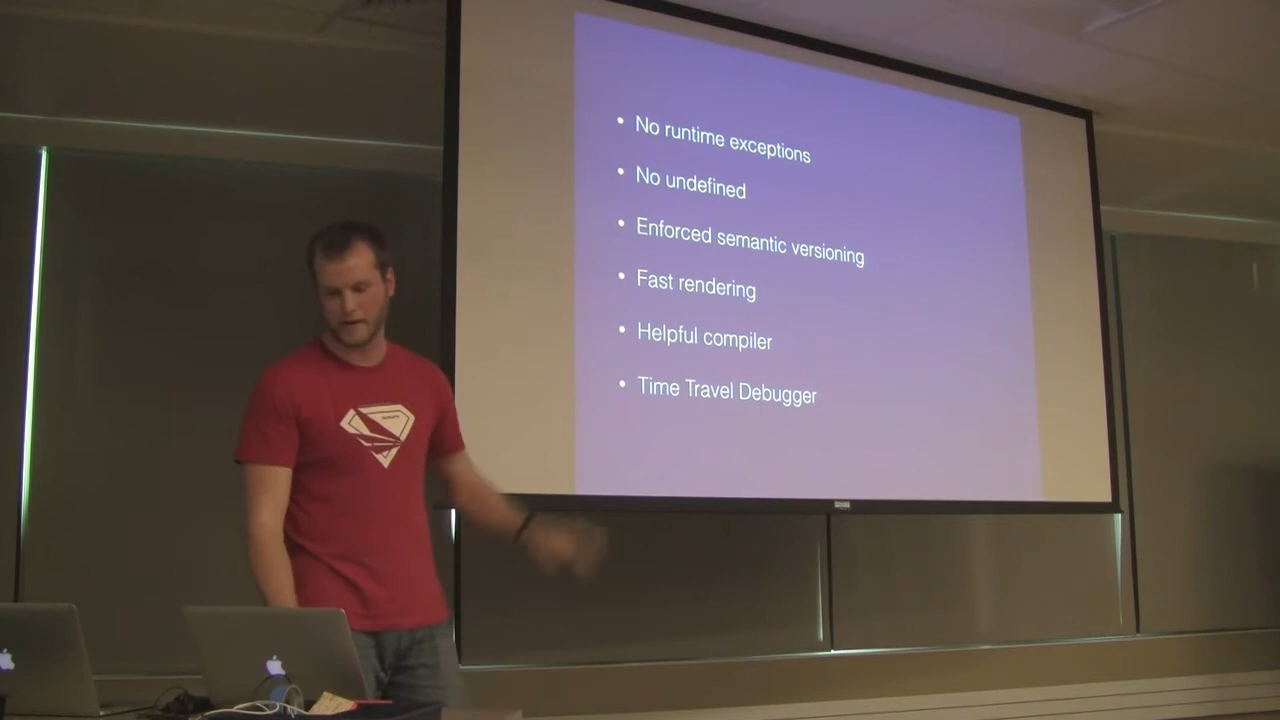 • No runtime exceptions
• No undefined
• Enforced semantic versioning
• Fast rendering
• Helpful compiler
• Time Travel Debugger